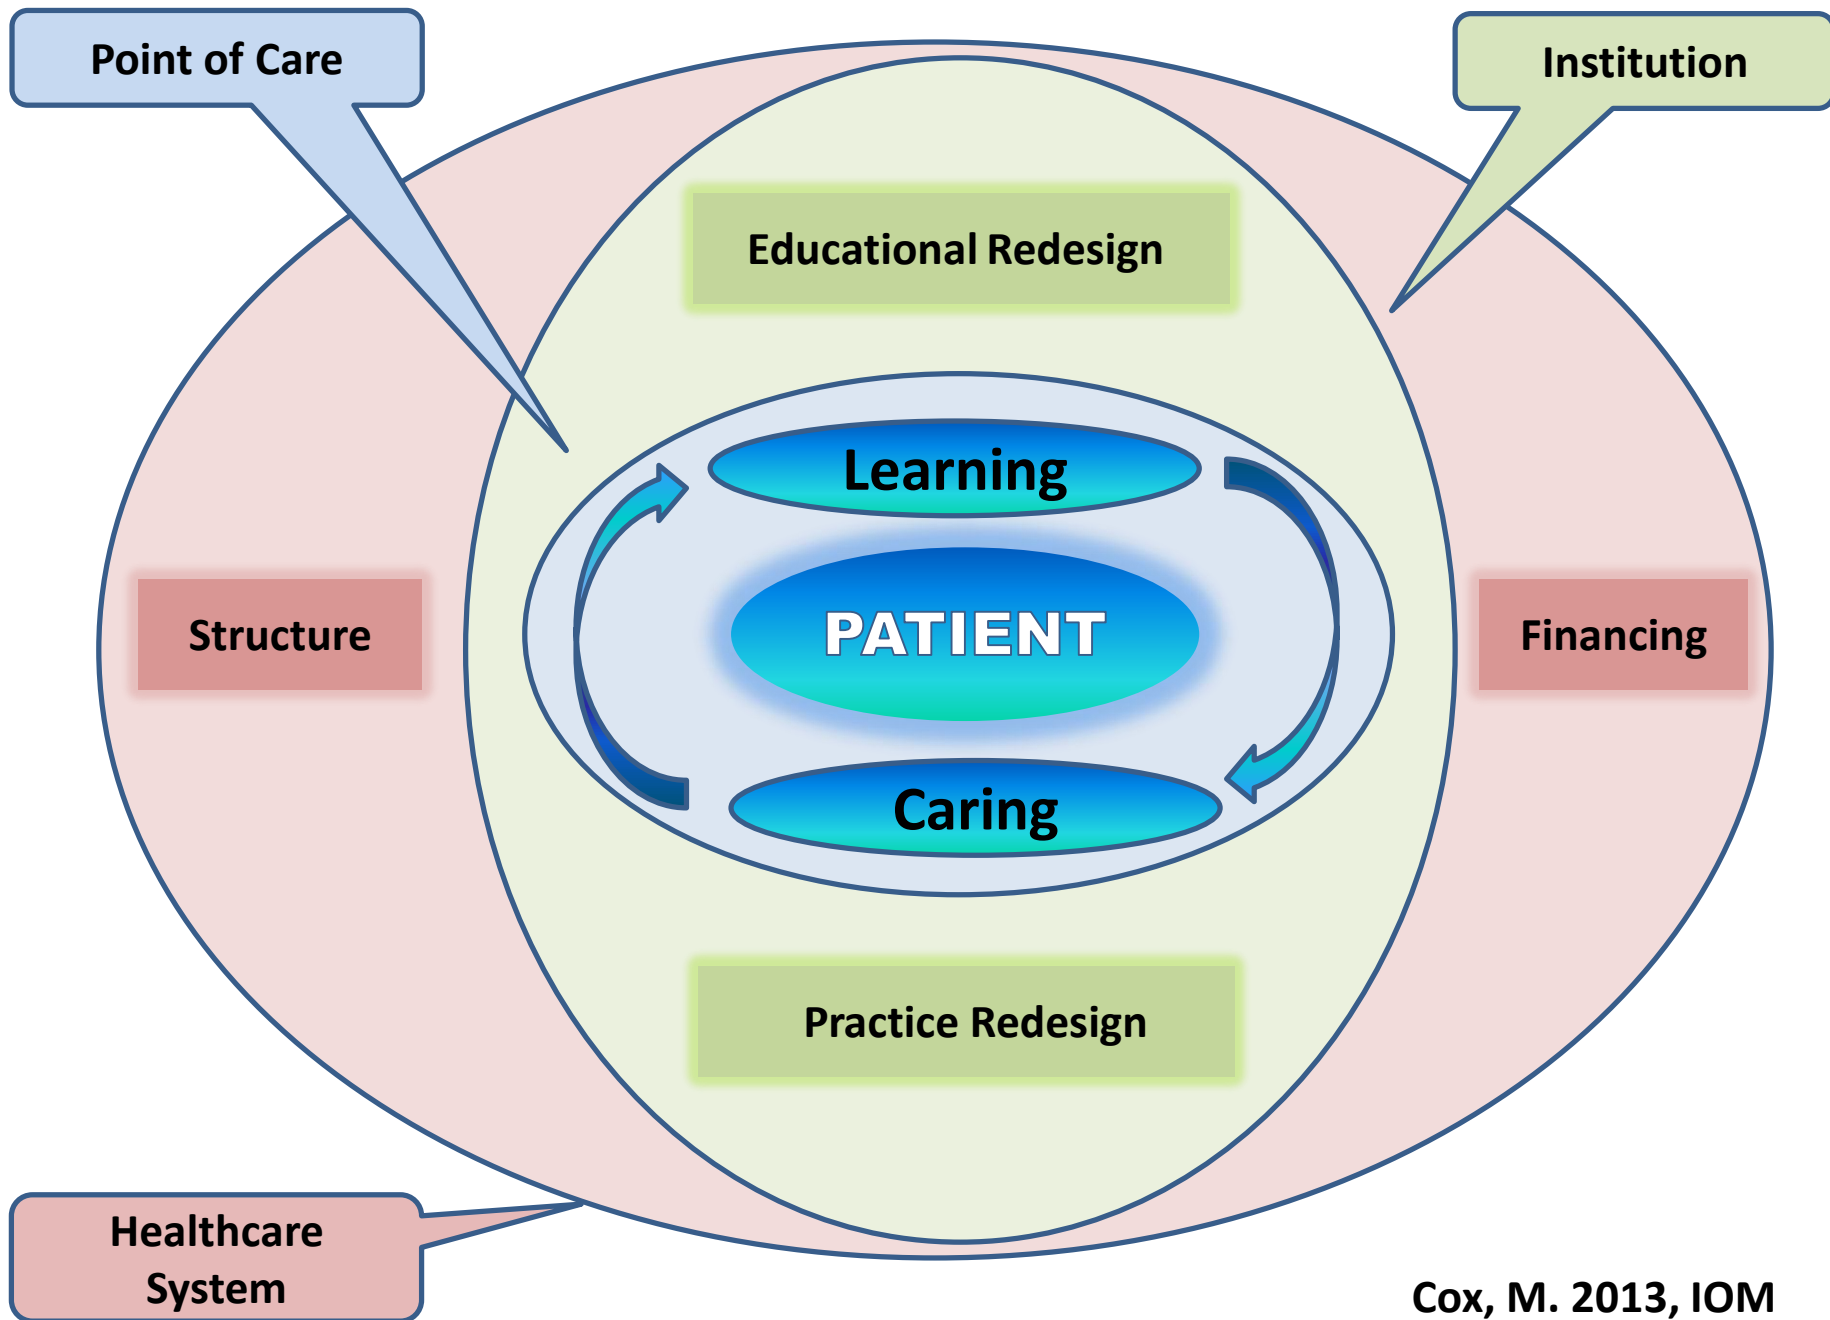 Point of Care
Institution
Educational Redesign
Learning
Structure
PATIENT
Financing
Caring
Practice Redesign
Healthcare
System
Cox, M. 2013, IOM